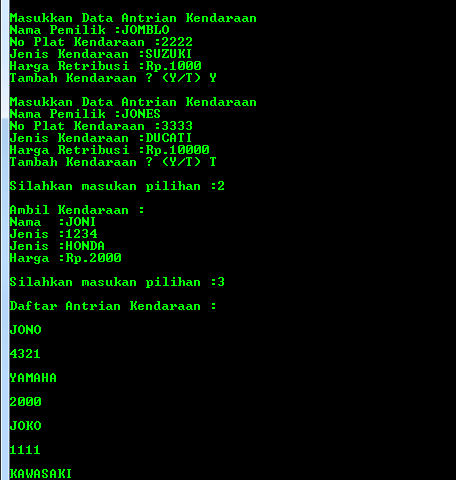 Masukkan Data Antrian Kendaraan
Nama Pemilik :JOMBLO
No Plat Kendaraan :2222
Jenis Kendaraan :SUZUKI
Harga Retribusi :Rp.1000
Tambah Kendaraan ? (Y/T) Y
Masukkan Data Antrian Kendaraan
Nama Pemilik :JONES
No Plat Kendaraan :3333
Jenis Kendaraan :DUCATI
Harga Retribusi :Rp.10000
Tambah Kendaraan ? (Y/T) T
Silahkan masukan pilihan :2
Ambil Kendaraan :
Nama  :JONI
Jenis :1234
Jenis :HONDA
Harga :Rp.2000
Silahkan masukan pilihan :3
Daftar Antrian Kendaraan :
JONO
4321
YAMAHA
2000
JOKO
1111
KAWASAKI